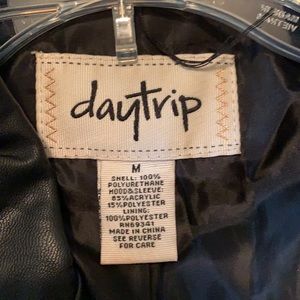 daytrip
M
SHELL: 100%
POLYURETHANE
HOOD&SLEEVE:
85%ACRYLIC
15%POLYESTER
LINING:
100%POLYESTER
RN69341
MADE IN CHINA
SEE REVERSE
FOR CARE